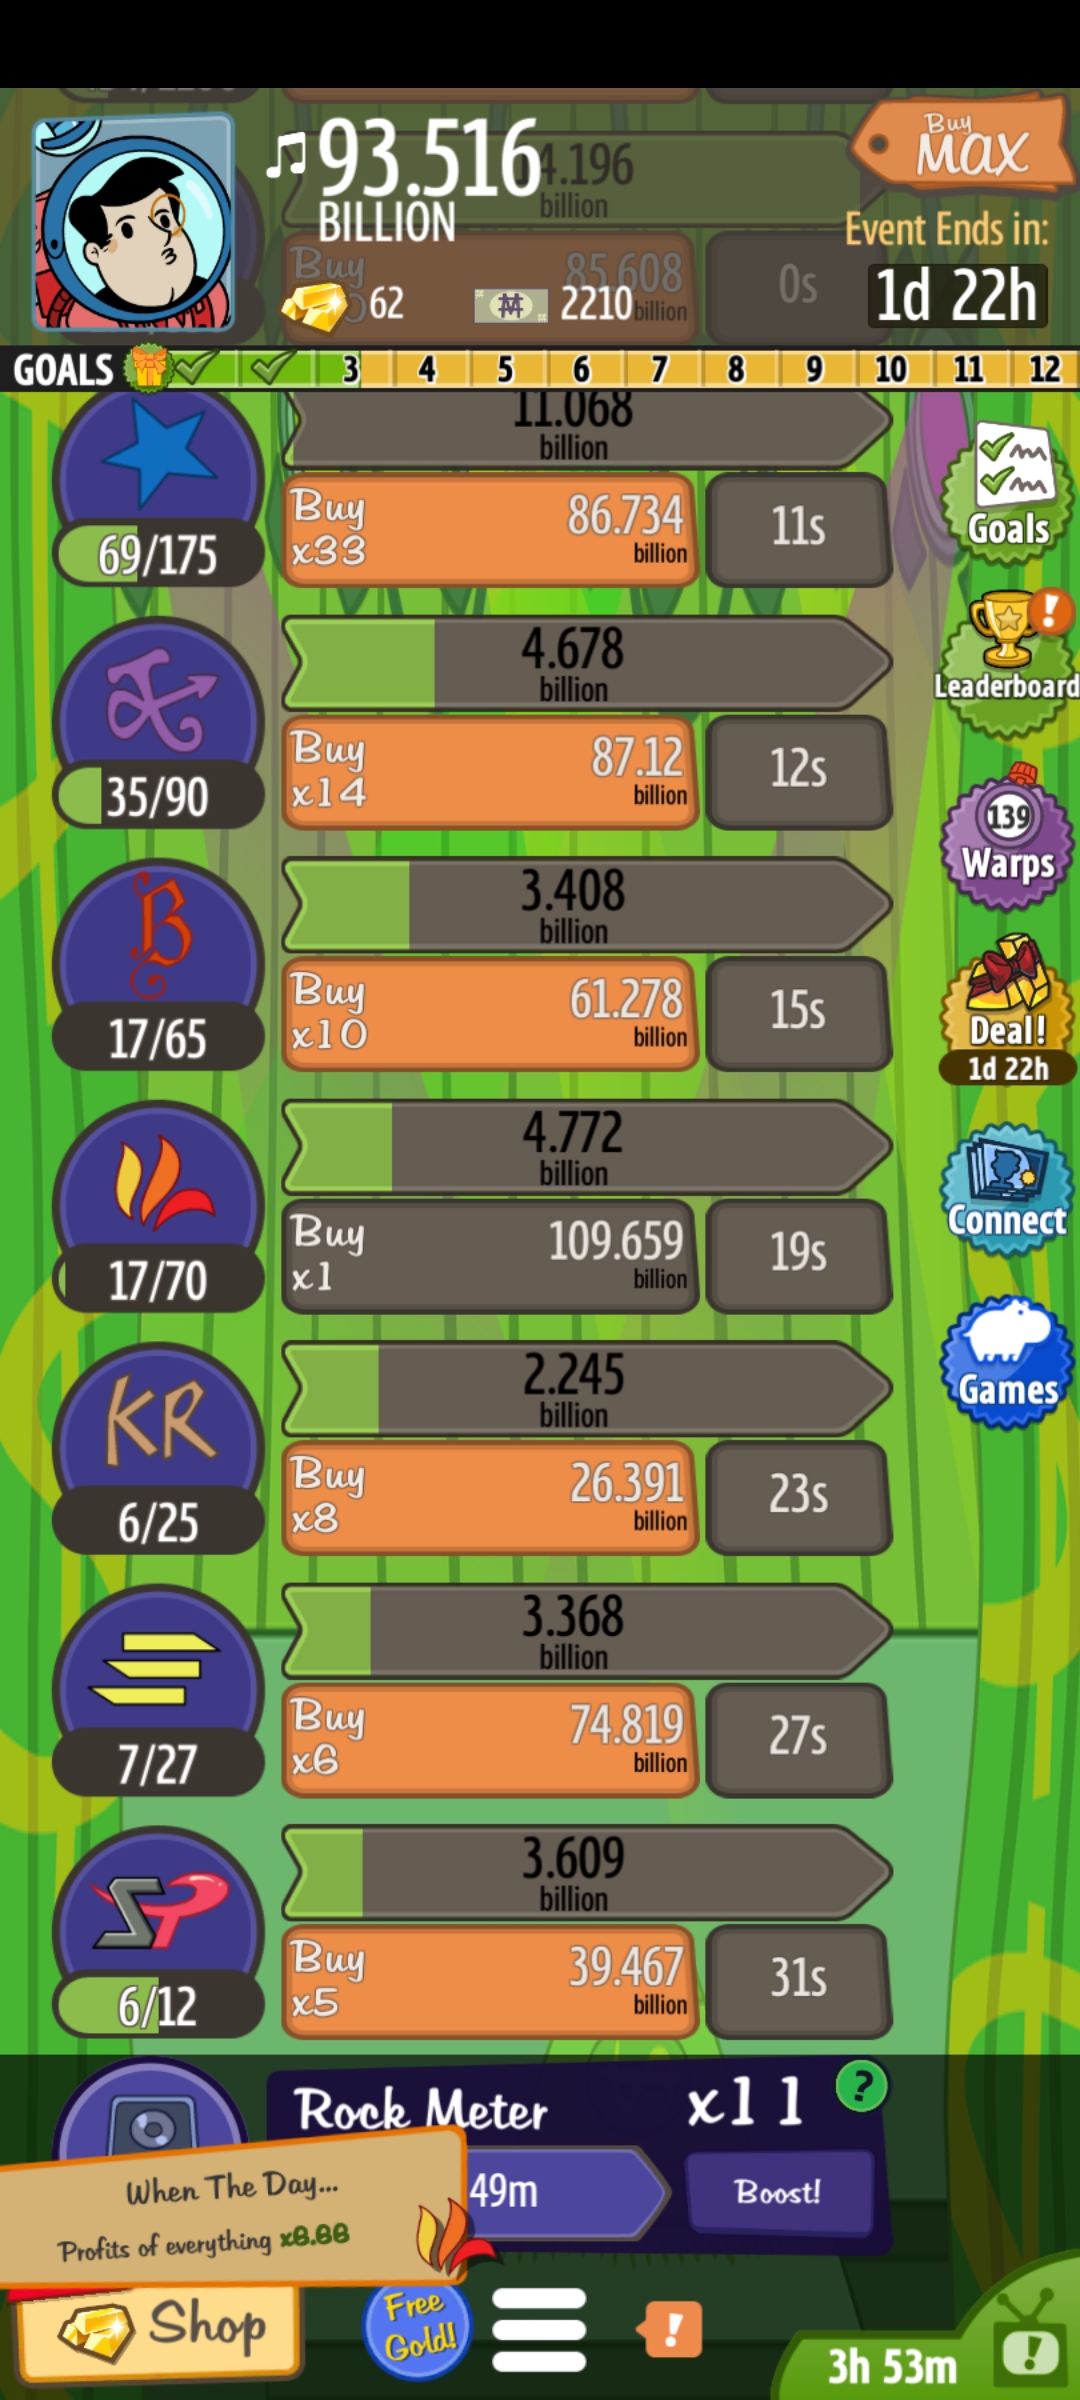 93.516
BILLION
Buy
MAX
4.196
billion
Event Ends in:
1d 22h
Buy
85.608
billion
0s
62
2210
GOALS 3 4 5 6 7 8 9 10 11 12
11.068
billion
69/175
Buy
x33
86.734
billion
11s
Goals
4.678
billion
35/90
Buy
x14
87.12
billion
12s
Leaderboard
3.408
billion
17/65
Buy
x10
61.278
billion
15s
139
Warps
Deal!
1d 22h
4.772
billion
17/70
Buy
x1
109.659
billion
19s
Connect
KR
2.245
billion
6/25
Buy
x8
26.391
billion
23s
Games
3.368
billion
7/27
Buy
x6
74.819
billion
27s
3.609
billion
6/12
Buy
x5
39.467
billion
31s
Rock Meter x11 ?
49m
Boost!
When The Day...
Profits of everything x6.66
Shop
Free
Gold!
!
3h 53m